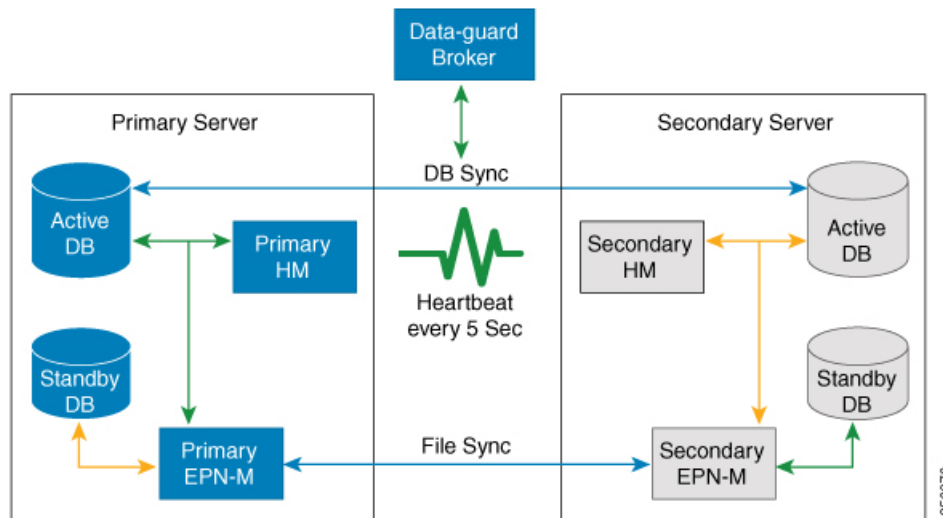 Data-guard
Broker
Primary Server
Secondary Server
DB Sync
Active
DB
Primary
HM
Secondary
HM
Active
DB
Heartbeat
every 5 Sec
Standby
DB
Standby
DB
Primary
EPN-M
File Sync
Secondary
EPN-M